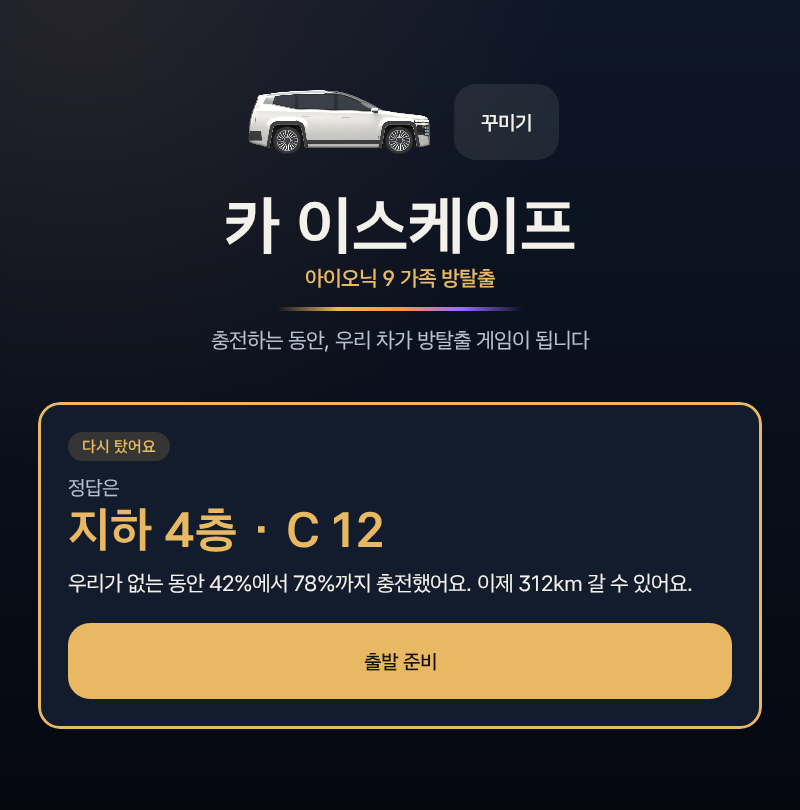 꾸미기
카 이스케이프
아이오닉 9 가족 방탈출
충전하는 동안, 우리 차가 방탈출 게임이 됩니다
다시 탔어요
정답은
지하 4층 · C 12
우리가 없는 동안 42%에서 78%까지 충전했어요. 이제 312km 갈 수 있어요.
출발 준비